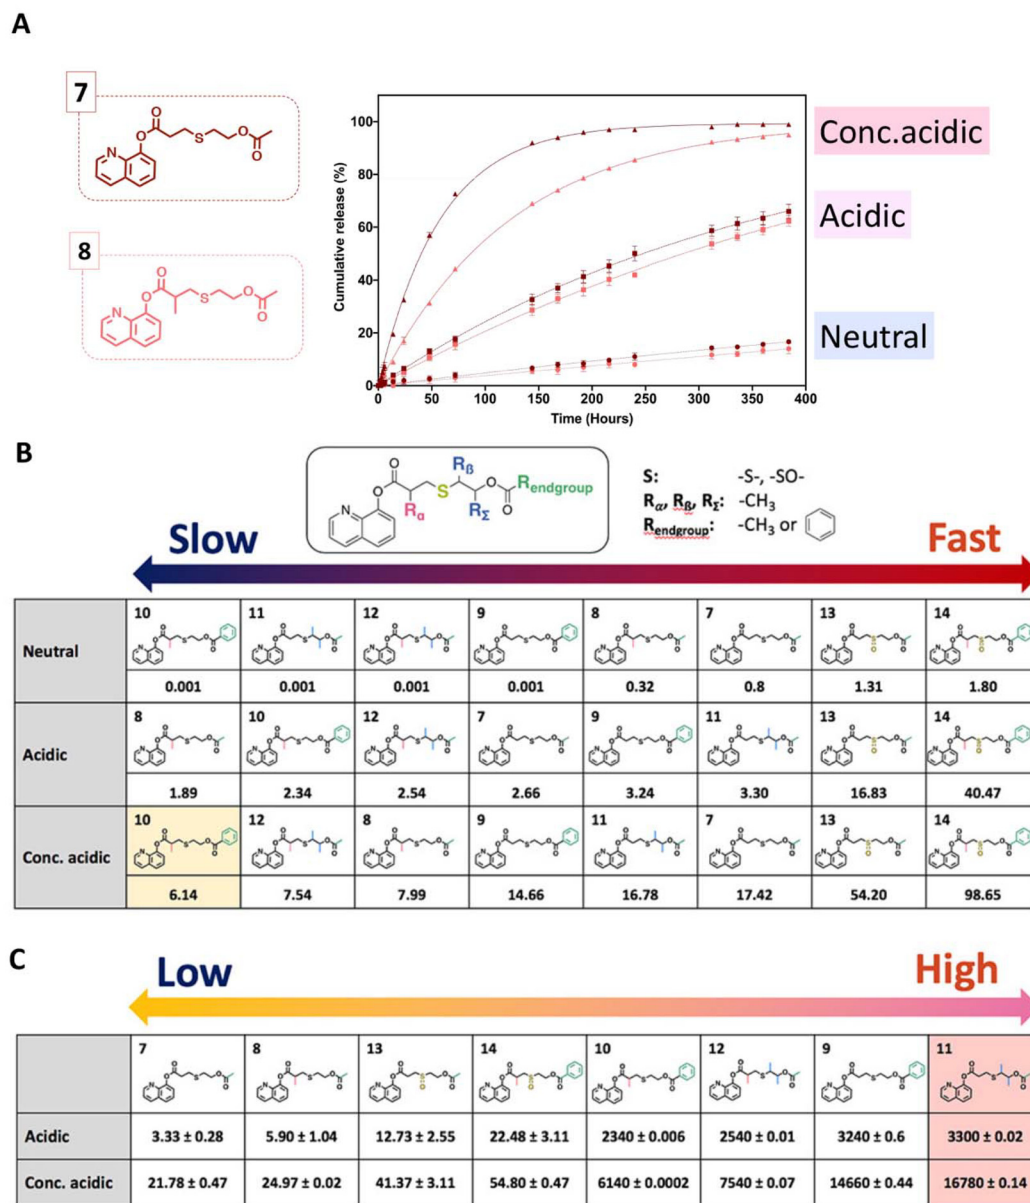 A
7
8
Cumulative release (%)
100
80
60
40
20
0
0 50 100 150 200 250 300 350 400
Time (Hours)
Conc.acidic
Acidic
Neutral
B
Rα Rß RΣ Rendgroup
S: -S-, -SO-
Rα, Rß, RΣ: -CH3
Rendgroup: -CH3 or
Slow Fast
Neutral
10 11 12 9 8 7 13 14
0.001 0.001 0.001 0.001 0.32 0.8 1.31 1.80
Acidic
8 10 12 7 9 11 13 14
1.89 2.34 2.54 2.66 3.24 3.30 16.83 40.47
Conc. acidic
10 12 8 9 11 7 13 14
6.14 7.54 7.99 14.66 16.78 17.42 54.20 98.65
C
Low High
7 8 13 14 10 12 9 11
Acidic 3.33 ± 0.28 5.90 ± 1.04 12.73 ± 2.55 22.48 ± 3.11 2340 ± 0.006 2540 ± 0.01 3240 ± 0.6 3300 ± 0.02
Conc. acidic 21.78 ± 0.47 24.97 ± 0.02 41.37 ± 3.11 54.80 ± 0.47 6140 ± 0.0002 7540 ± 0.07 14660 ± 0.44 16780 ± 0.14